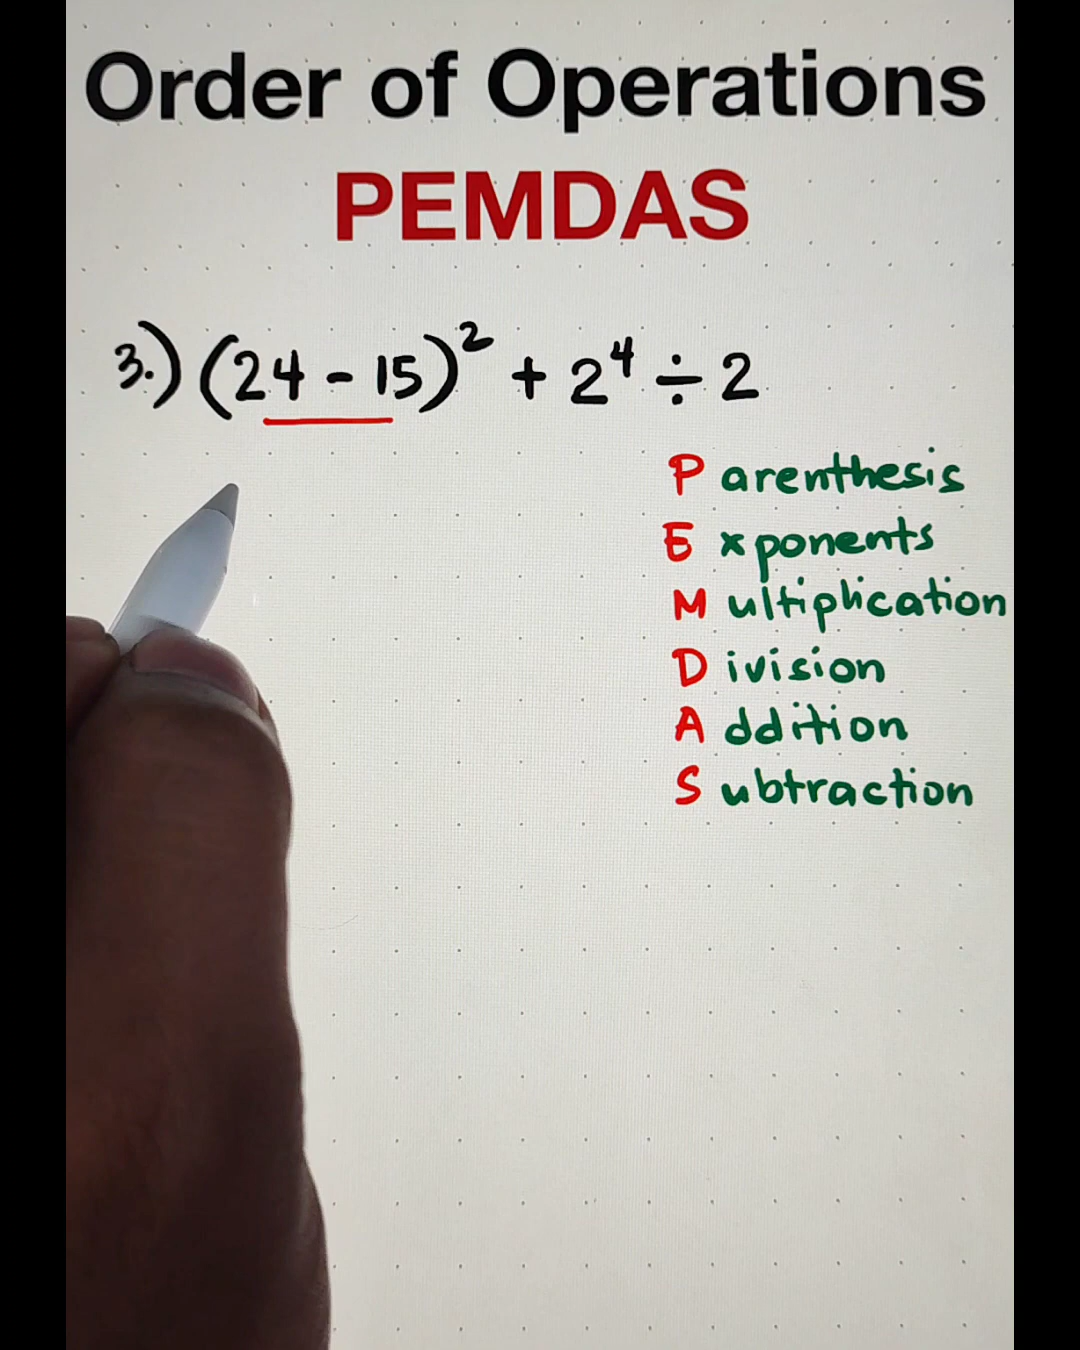 Order of Operations
PEMDAS
3.) (24 - 15)² + 2⁴ ÷ 2
Parenthesis
Exponents
Multiplication
Division
Addition
Subtraction